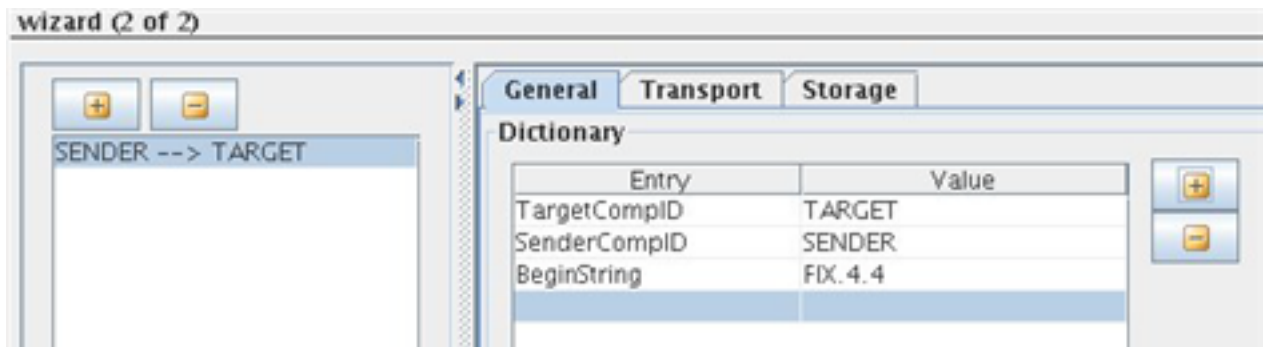 wizard (2 of 2)
SENDER --> TARGET
General Transport Storage
Dictionary
Entry Value
TargetCompID TARGET
SenderCompID SENDER
BeginString FIX.4.4